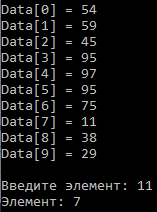 Data[0] = 54
Data[1] = 59
Data[2] = 45
Data[3] = 95
Data[4] = 97
Data[5] = 95
Data[6] = 75
Data[7] = 11
Data[8] = 38
Data[9] = 29
Введите элемент: 11
Элемент: 7